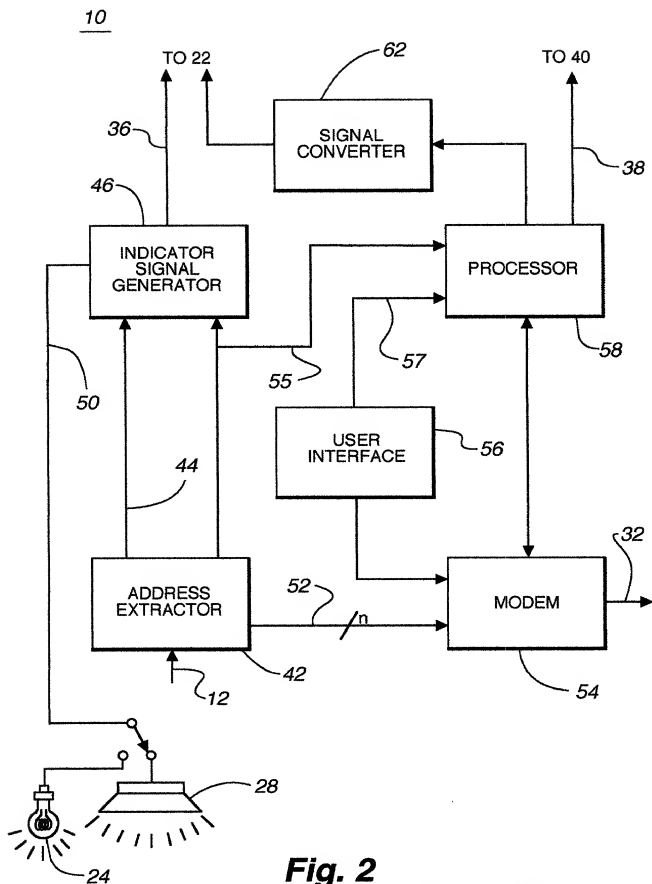 10
TO 22
62
TO 40
36
SIGNAL
CONVERTER
38
46
INDICATOR
SIGNAL
GENERATOR
PROCESSOR
50
55
57
58
44
USER
INTERFACE
56
ADDRESS
EXTRACTOR
52
n
MODEM
32
12
42
54
28
24
Fig. 2